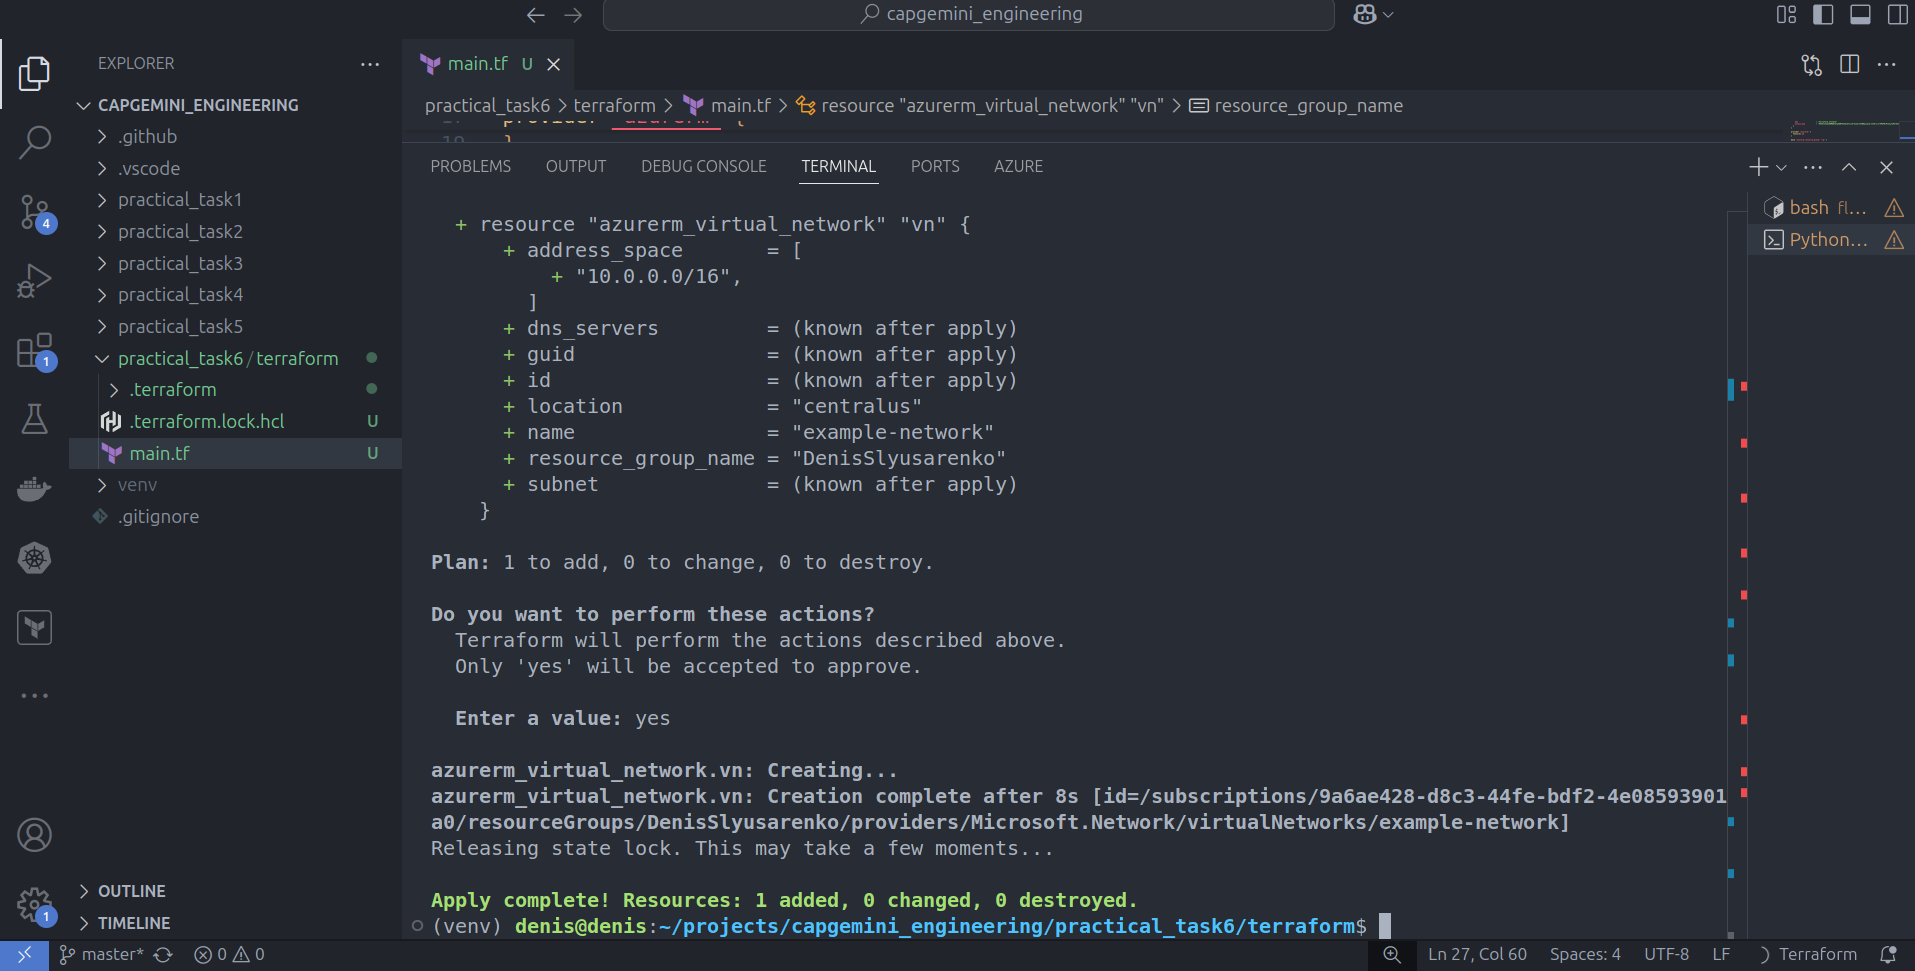 capgemini_engineering
EXPLORER
CAPGEMINI_ENGINEERING
.github
.vscode
practical_task1
practical_task2
practical_task3
practical_task4
practical_task5
practical_task6/terraform
.terraform
.terraform.lock.hcl U
main.tf U
venv
.gitignore
OUTLINE
TIMELINE
4
1
1
main.tf U
practical_task6 > terraform > main.tf > resource "azurerm_virtual_network" "vn" > resource_group_name
PROBLEMS OUTPUT DEBUG CONSOLE TERMINAL PORTS AZURE
+ resource "azurerm_virtual_network" "vn" {
+ address_space = [
+ "10.0.0.0/16",
]
+ dns_servers = (known after apply)
+ guid = (known after apply)
+ id = (known after apply)
+ location = "centralus"
+ name = "example-network"
+ resource_group_name = "DenisSlyusarenko"
+ subnet = (known after apply)
}
Plan: 1 to add, 0 to change, 0 to destroy.
Do you want to perform these actions?
Terraform will perform the actions described above.
Only 'yes' will be accepted to approve.
Enter a value: yes
azurerm_virtual_network.vn: Creating...
azurerm_virtual_network.vn: Creation complete after 8s [id=/subscriptions/9a6ae428-d8c3-44fe-bdf2-4e08593901
a0/resourceGroups/DenisSlyusarenko/providers/Microsoft.Network/virtualNetworks/example-network]
Releasing state lock. This may take a few moments...
Apply complete! Resources: 1 added, 0 changed, 0 destroyed.
(venv) denis@denis:~/projects/capgemini_engineering/practical_task6/terraform$
bash fl...
Python...
master* 0 0
Ln 27, Col 60 Spaces: 4 UTF-8 LF Terraform